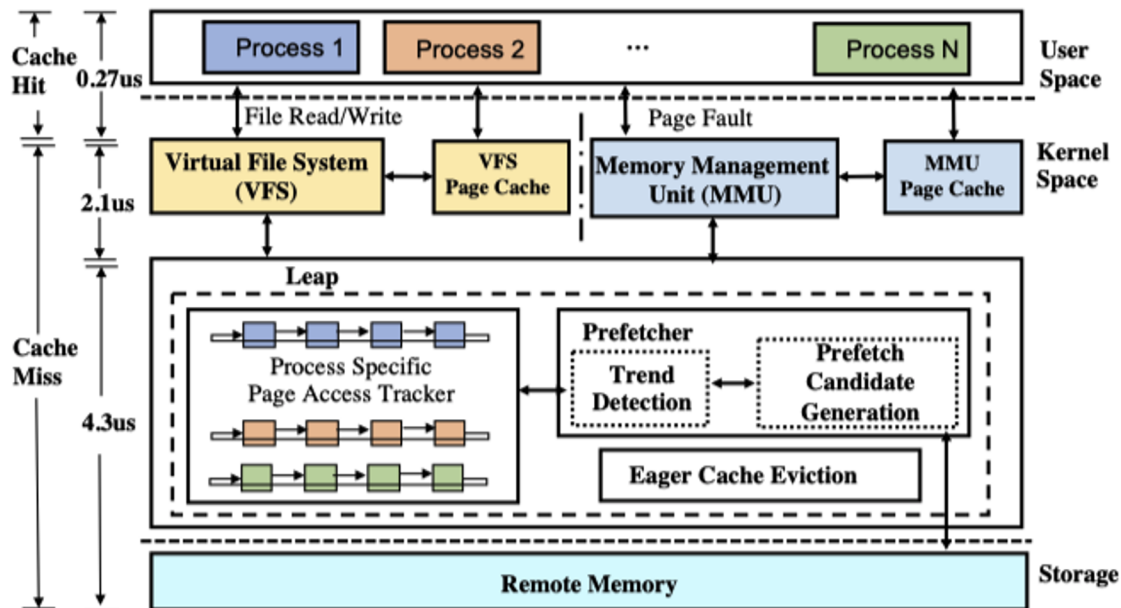 Cache
Hit
0.27us
Process 1
Process 2
...
Process N
User
Space
File Read/Write
Page Fault
Virtual File System
(VFS)
VFS
Page Cache
Memory Management
Unit (MMU)
MMU
Page Cache
Kernel
Space
2.1us
Leap
Cache
Miss
4.3us
Process Specific
Page Access Tracker
Prefetcher
Trend
Detection
Prefetch
Candidate
Generation
Eager Cache Eviction
Remote Memory
Storage